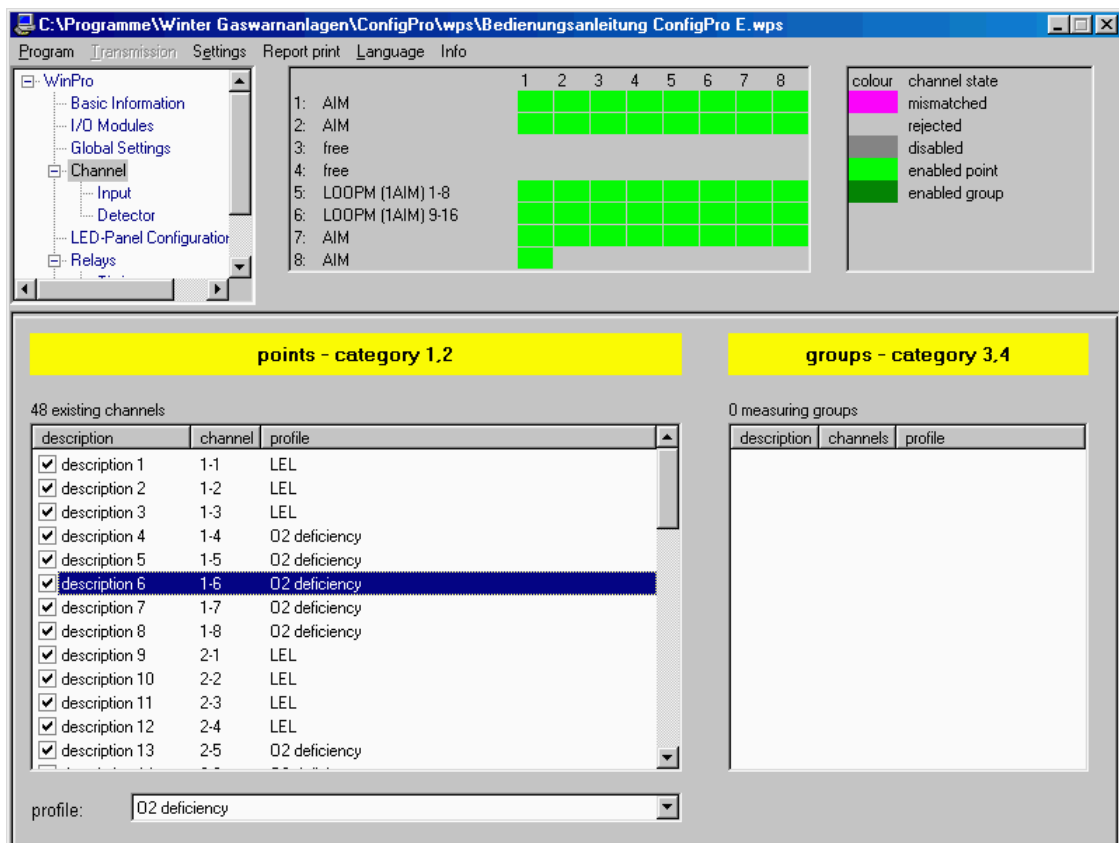 C:\Programme\Winter Gaswarnanlagen\ConfigPro\wps\Bedienungsanleitung ConfigPro E.wps
Program Transmission Settings Report print Language Info
WinPro
Basic Information
I/O Modules
Global Settings
Channel
Input
Detector
LED-Panel Configuration
Relays
1 2 3 4 5 6 7 8
1: AIM
2: AIM
3: free
4: free
5: LOOPM (1AIM) 1-8
6: LOOPM (1AIM) 9-16
7: AIM
8: AIM
colour channel state
mismatched
rejected
disabled
enabled point
enabled group
points - category 1,2
48 existing channels
description channel profile
description 1 1-1 LEL
description 2 1-2 LEL
description 3 1-3 LEL
description 4 1-4 O2 deficiency
description 5 1-5 O2 deficiency
description 6 1-6 O2 deficiency
description 7 1-7 O2 deficiency
description 8 1-8 O2 deficiency
description 9 2-1 LEL
description 10 2-2 LEL
description 11 2-3 LEL
description 12 2-4 LEL
description 13 2-5 O2 deficiency
profile: O2 deficiency
groups - category 3,4
0 measuring groups
description channels profile